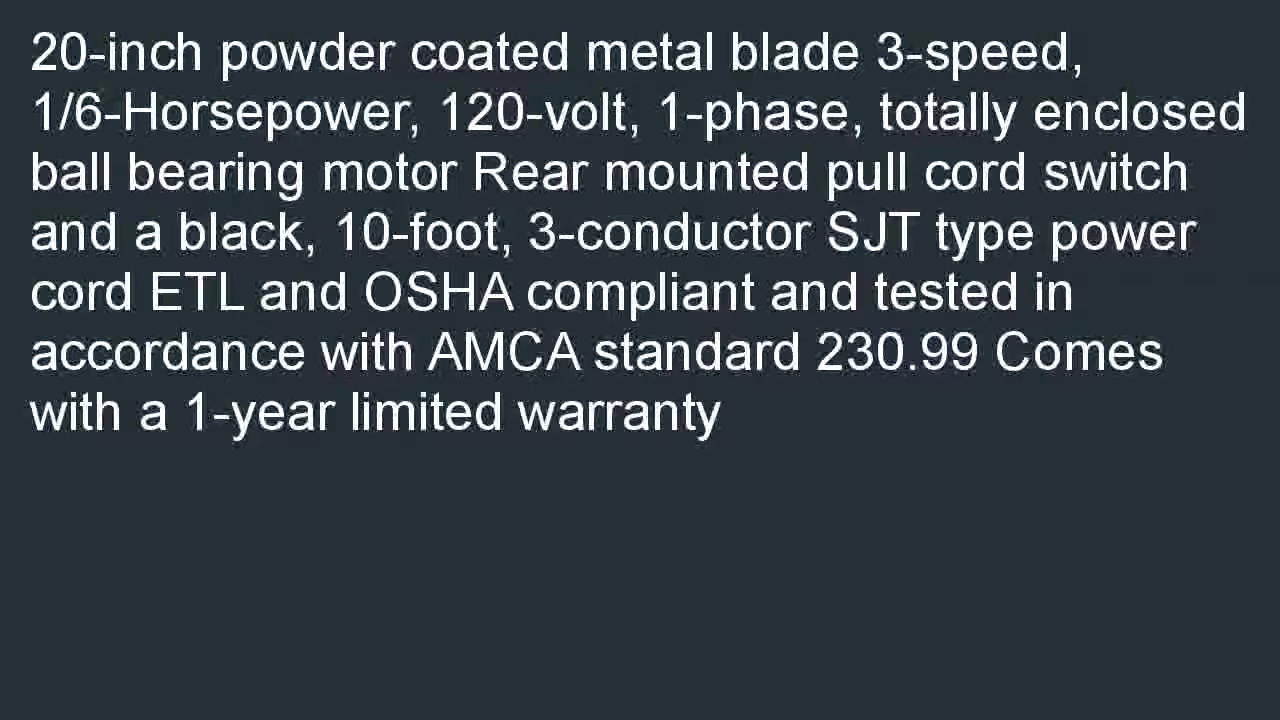 20-inch powder coated metal blade 3-speed,
1/6-Horsepower, 120-volt, 1-phase, totally enclosed
ball bearing motor Rear mounted pull cord switch
and a black, 10-foot, 3-conductor SJT type power
cord ETL and OSHA compliant and tested in
accordance with AMCA standard 230.99 Comes
with a 1-year limited warranty